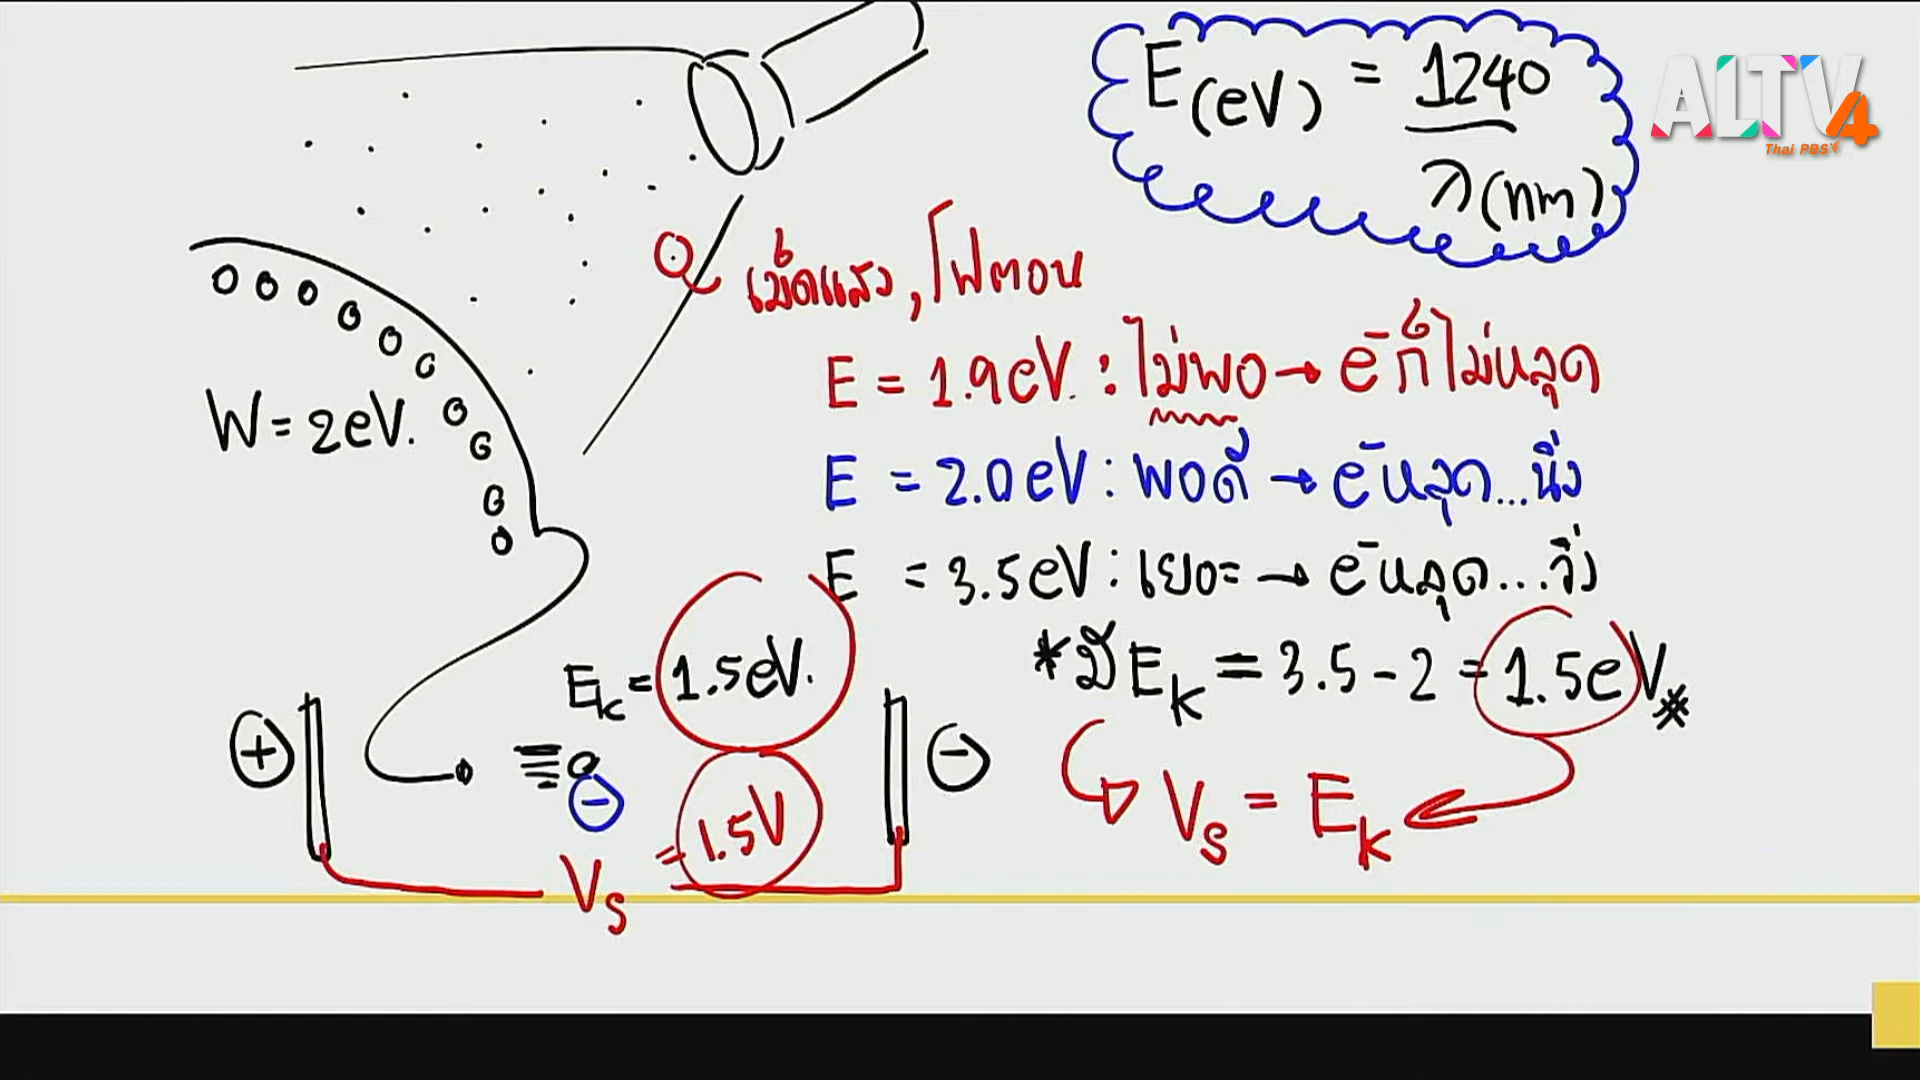 E(eV) = 1240
λ(nm)
ALTV4
Thai PBS
เม็ดแสง, โฟตอน
E = 1.9eV. : ไม่พอ → e⁻ก็ไม่หลุด
W = 2eV.
E = 2.0eV : พอดี → e⁻หลุด...นิ่ง
E = 3.5eV : เยอะ → e⁻หลุด...วิ่ง
Eₖ = 1.5eV.
*มี Eₖ = 3.5 - 2 = 1.5eV*
+ − −
Vₛ = 1.5V
Vₛ = Eₖ